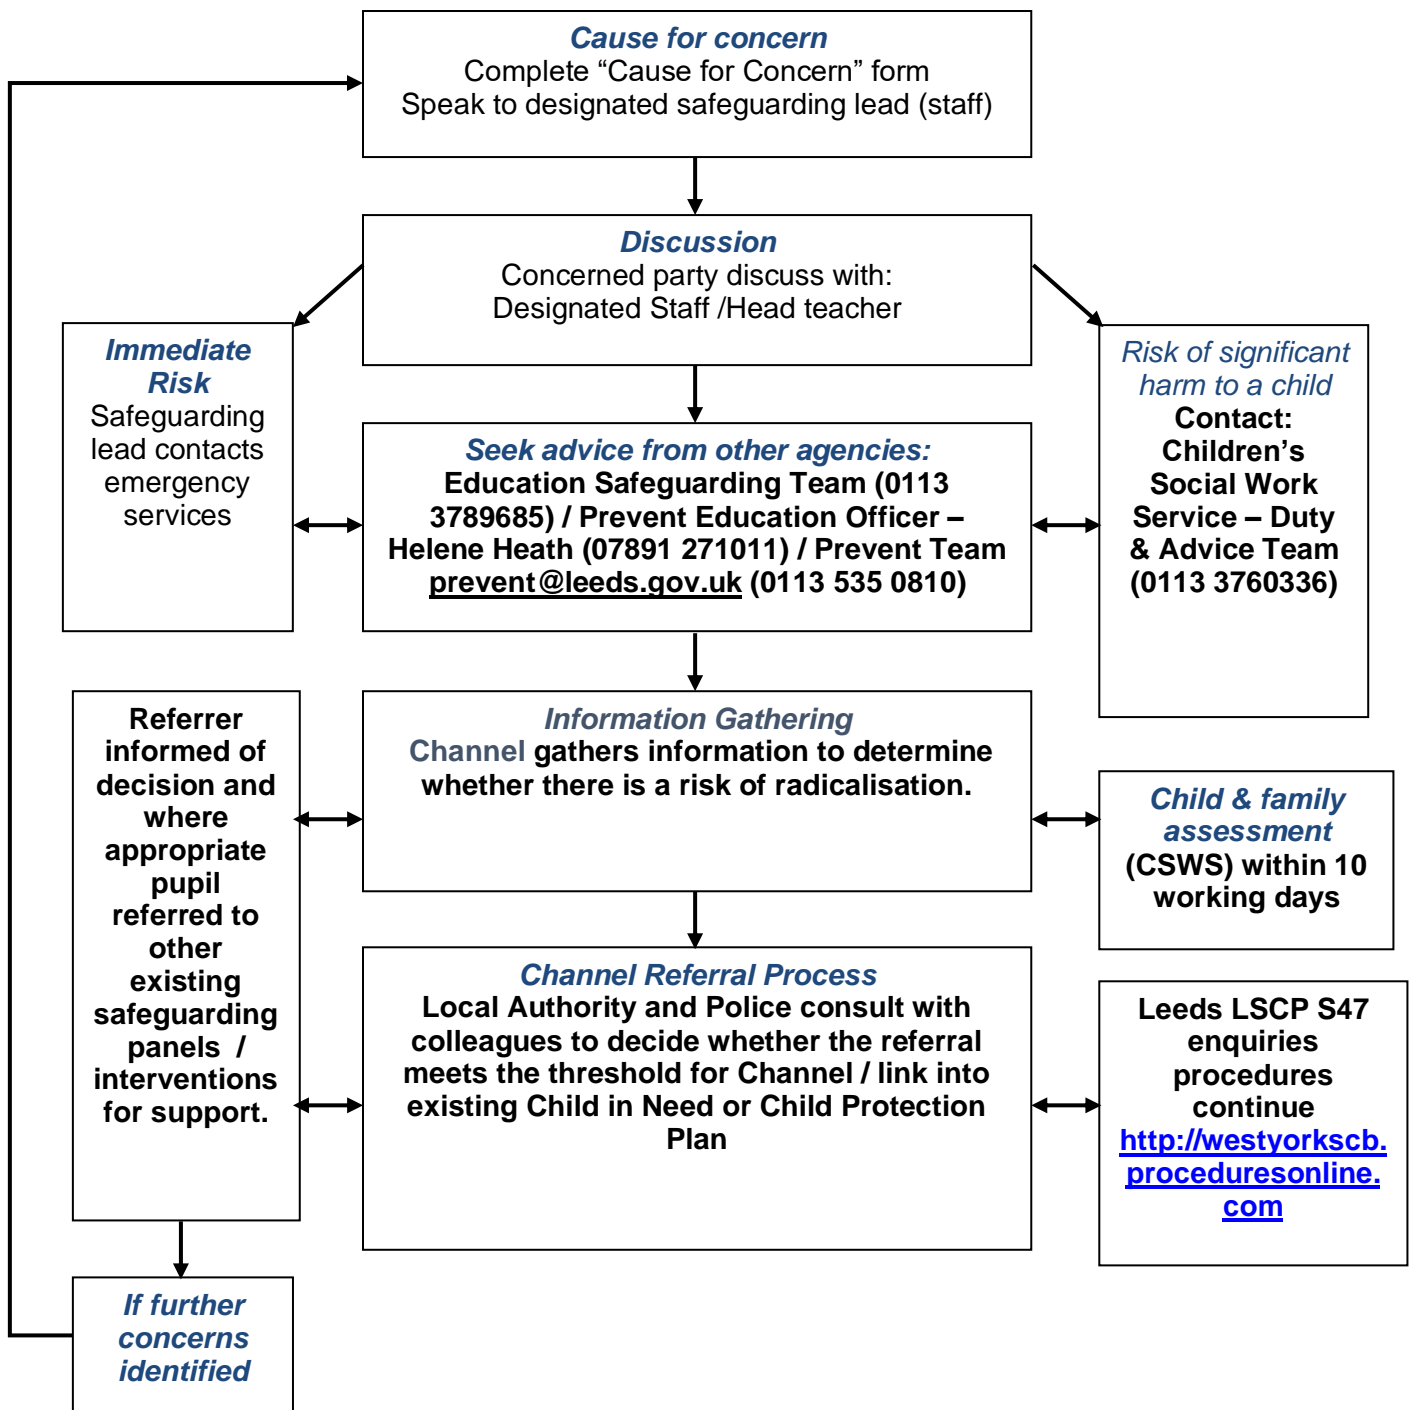 Cause for concern
Complete “Cause for Concern” form
Speak to designated safeguarding lead (staff)
Discussion
Concerned party discuss with:
Designated Staff /Head teacher
Immediate
Risk
Safeguarding
lead contacts
emergency
services
Seek advice from other agencies:
Education Safeguarding Team (0113
3789685) / Prevent Education Officer –
Helene Heath (07891 271011) / Prevent Team
prevent@leeds.gov.uk (0113 535 0810)
Risk of significant
harm to a child
Contact:
Children’s
Social Work
Service – Duty
& Advice Team
(0113 3760336)
Referrer
informed of
decision and
where
appropriate
pupil
referred to
other
existing
safeguarding
panels /
interventions
for support.
Information Gathering
Channel gathers information to determine
whether there is a risk of radicalisation.
Child & family
assessment
(CSWS) within 10
working days
Channel Referral Process
Local Authority and Police consult with
colleagues to decide whether the referral
meets the threshold for Channel / link into
existing Child in Need or Child Protection
Plan
Leeds LSCP S47
enquiries
procedures
continue
http://westyorkscb.
proceduresonline.
com
If further
concerns
identified